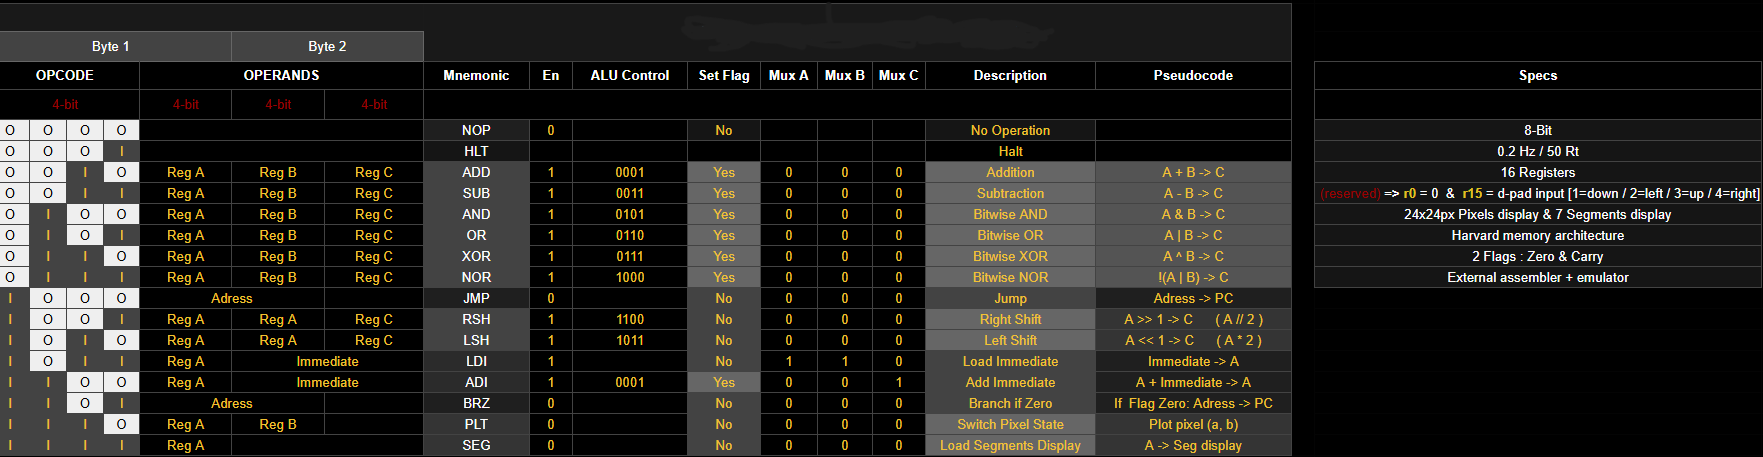 Byte 1 Byte 2
OPCODE OPERANDS Mnemonic En ALU Control Set Flag Mux A Mux B Mux C Description Pseudocode Specs
4-bit 4-bit 4-bit 4-bit
O O O O NOP 0 No No Operation 8-Bit
O O O I HLT Halt 0.2 Hz / 50 Rt
O O I O Reg A Reg B Reg C ADD 1 0001 Yes 0 0 0 Addition A + B -> C 16 Registers
O O I I Reg A Reg B Reg C SUB 1 0011 Yes 0 0 0 Subtraction A - B -> C (reserved) => r0 = 0 & r15 = d-pad input [1=down / 2=left / 3=up / 4=right]
O I O O Reg A Reg B Reg C AND 1 0101 Yes 0 0 0 Bitwise AND A & B -> C 24x24px Pixels display & 7 Segments display
O I O I Reg A Reg B Reg C OR 1 0110 Yes 0 0 0 Bitwise OR A | B -> C Harvard memory architecture
O I I O Reg A Reg B Reg C XOR 1 0111 Yes 0 0 0 Bitwise XOR A ^ B -> C 2 Flags : Zero & Carry
O I I I Reg A Reg B Reg C NOR 1 1000 Yes 0 0 0 Bitwise NOR !(A | B) -> C External assembler + emulator
I O O O Adress JMP 0 No 0 0 0 Jump Adress -> PC
I O O I Reg A Reg A Reg C RSH 1 1100 No 0 0 0 Right Shift A >> 1 -> C ( A // 2 )
I O I O Reg A Reg A Reg C LSH 1 1011 No 0 0 0 Left Shift A << 1 -> C ( A * 2 )
I O I I Reg A Immediate LDI 1 No 1 1 0 Load Immediate Immediate -> A
I I O O Reg A Immediate ADI 1 0001 Yes 0 0 1 Add Immediate A + Immediate -> A
I I O I Adress BRZ 0 No 0 0 0 Branch if Zero If Flag Zero: Adress -> PC
I I I O Reg A Reg B PLT 0 No 0 0 0 Switch Pixel State Plot pixel (a, b)
I I I I Reg A SEG 0 No 0 0 0 Load Segments Display A -> Seg display